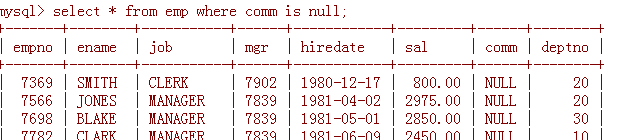 mysql> select * from emp where comm is null;
| empno | ename | job | mgr | hiredate | sal | comm | deptno |
| 7369 | SMITH | CLERK | 7902 | 1980-12-17 | 800.00 | NULL | 20 |
| 7566 | JONES | MANAGER | 7839 | 1981-04-02 | 2975.00 | NULL | 20 |
| 7698 | BLAKE | MANAGER | 7839 | 1981-05-01 | 2850.00 | NULL | 30 |
| 7782 | CLARK | MANAGER | 7839 | 1981-06-09 | 2450.00 | NULL | 10 |